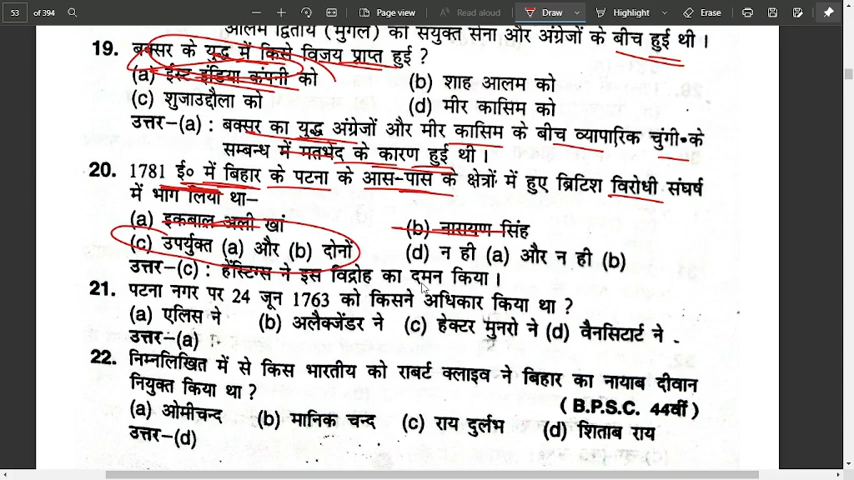 53 of 394
Page view
Read aloud
Draw
Highlight
Erase
आलम द्वितीय (मुगल) की संयुक्त सेना और अंग्रेजों के बीच हुई थी।
19. बक्सर के युद्ध में किसे विजय प्राप्त हुई ?
(a) ईस्ट इंडिया कंपनी को (b) शाह आलम को
(c) शुजाउद्दौला को (d) मीर कासिम को
उत्तर-(a) : बक्सर का युद्ध अंग्रेजों और मीर कासिम के बीच व्यापारिक चुंगी के
सम्बन्ध में मतभेद के कारण हुई थी।
20. 1781 ई० में बिहार के पटना के आस-पास के क्षेत्रों में हुए ब्रिटिश विरोधी संघर्ष
में भाग लिया था-
(a) इकबाल अली खां (b) नारायण सिंह
(c) उपर्युक्त (a) और (b) दोनों (d) न ही (a) और न ही (b)
उत्तर-(c) : हेंस्टिग्स ने इस विद्रोह का दमन किया।
21. पटना नगर पर 24 जून 1763 को किसने अधिकार किया था ?
(a) एलिस ने (b) अलैक्जेंडर ने (c) हेक्टर मुनरो ने (d) वैनसिटार्ट ने
उत्तर-(a)
22. निम्नलिखित में से किस भारतीय को राबर्ट क्लाइव ने बिहार का नायाब दीवान
नियुक्त किया था ? (B.P.S.C. 44वीं)
(a) ओमीचन्द (b) मानिक चन्द (c) राय दुर्लभ (d) शिताब राय
उत्तर-(d)